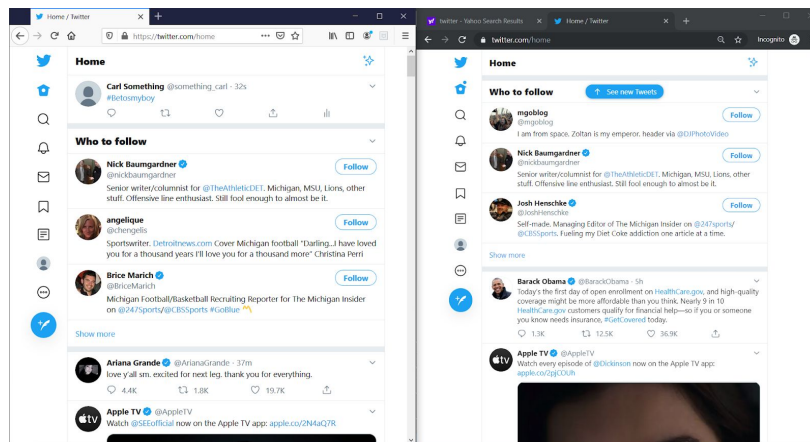 Home / Twitter
https://twitter.com/home
Home
Carl Something @something_carl · 32s
#Betosmyboy
Who to follow
Nick Baumgardner
@nickbaumgardner
Follow
Senior writer/columnist for @TheAthleticDET. Michigan, MSU, Lions, other
stuff. Offensive line enthusiast. Still fool enough to almost be it.
angelique
@chengelis
Follow
Sportswriter. Detroitnews.com Cover Michigan football "Darling...I have loved
you for a thousand years I'll love you for a thousand more" Christina Perri
Brice Marich
@BriceMarich
Follow
Michigan Football/Basketball Recruiting Reporter for The Michigan Insider
on @247Sports/@CBSSports #GoBlue
Show more
Ariana Grande @ArianaGrande · 37m
love y'all sm. excited for next leg. thank you for everything.
4.4K 1.8K 19.7K
Apple TV @AppleTV
Watch @SEEofficial now on the Apple TV app: apple.co/2N4aQ7R
tv
twitter - Yahoo Search Results
Home / Twitter
twitter.com/home
Incognito
Home
Who to follow
See new Tweets
mgoblog
@mgoblog
Follow
I am from space. Zoltan is my emperor. header via @DJPhotoVideo
Nick Baumgardner
@nickbaumgardner
Follow
Senior writer/columnist for @TheAthleticDET. Michigan, MSU, Lions, other
stuff. Offensive line enthusiast. Still fool enough to almost be it.
Josh Henschke
@JoshHenschke
Follow
Self-made. Managing Editor of The Michigan Insider on @247sports/
@CBSSports. Fueling my Diet Coke addiction one article at a time.
Show more
Barack Obama @BarackObama · 5h
Today's the first day of open enrollment on HealthCare.gov, and high-quality
coverage might be more affordable than you think. Nearly 9 in 10
HealthCare.gov customers qualify for financial help—so if you or someone
you know needs insurance, #GetCovered today.
1.3K 12.5K 36.9K
Apple TV @AppleTV
Watch every episode of @Dickinson now on the Apple TV app:
apple.co/2pjCOUh
tv